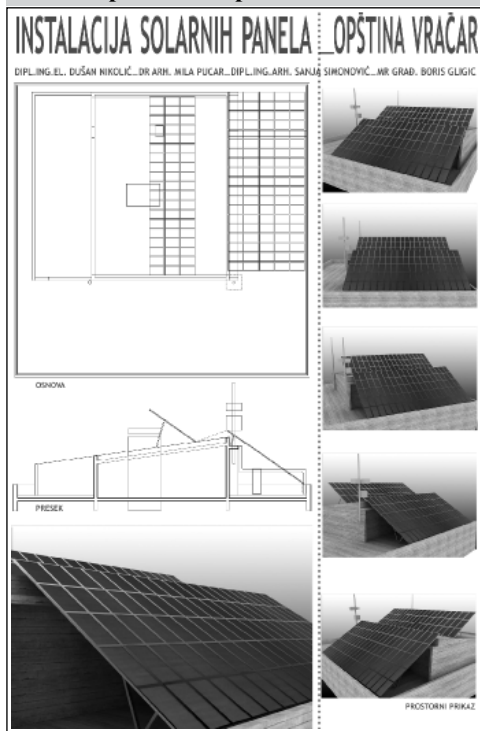 INSTALACIJA SOLARNIH PANELA _OPŠTINA VRAČAR
DIPL.ING.EL. DUŠAN NIKOLIĆ...DR ARH. MILA PUCAR...DIPL.ING.ARH. SANJA SIMONOVIĆ...MR GRAĐ. BORIS GLIGIC
OSNOVA
PRESEK
PROSTORNI PRIKAZ